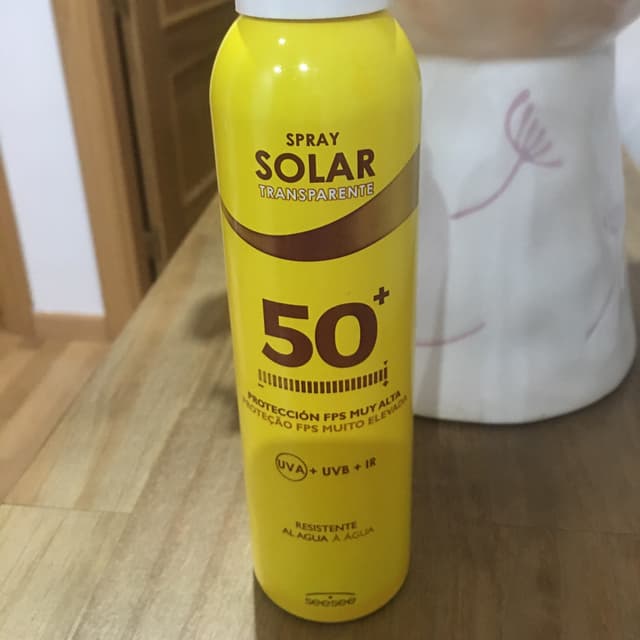 SPRAY
SOLAR
TRANSPARENTE
50+
PROTECCIÓN FPS MUY ALTA
PROTEÇÃO FPS MUITO ELEVADA
UVA + UVB + IR
RESISTENTE
AL AGUA À ÁGUA
seesee